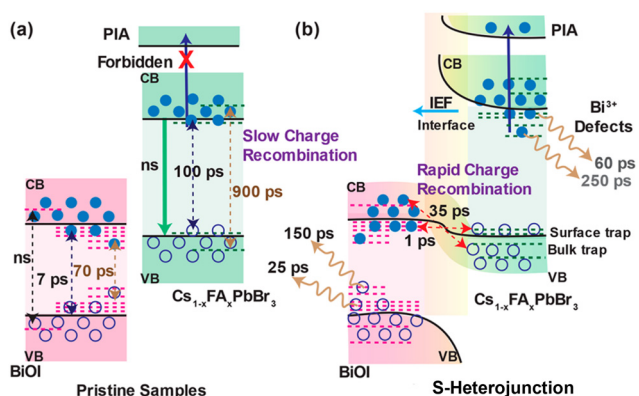 (a)
PIA
Forbidden
CB
Slow Charge
Recombination
ns
100 ps
900 ps
CB
ns
7 ps
70 ps
VB
Cs1-xFAxPbBr3
VB
BiOI
Pristine Samples
(b)
PIA
CB
IEF
Interface
Bi3+
Defects
60 ps
250 ps
Rapid Charge
Recombination
CB
35 ps
1 ps
Surface trap
Bulk trap
VB
150 ps
25 ps
Cs1-xFAxPbBr3
VB
BiOI
S-Heterojunction